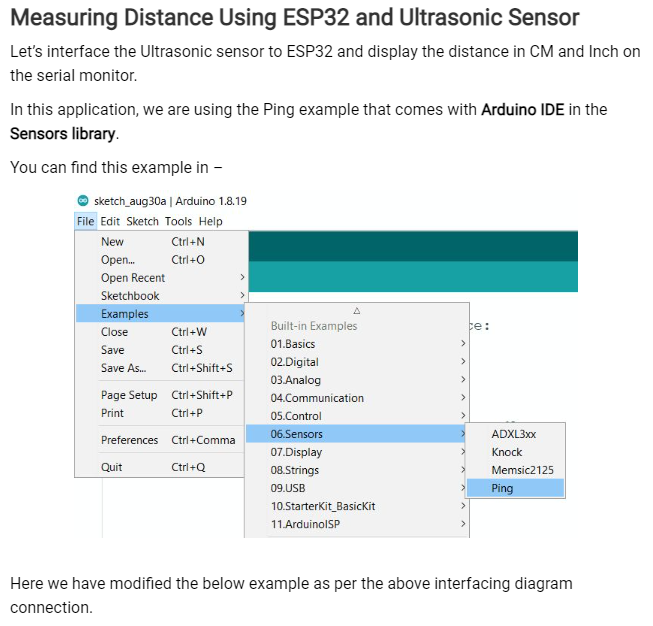 Measuring Distance Using ESP32 and Ultrasonic Sensor
Let’s interface the Ultrasonic sensor to ESP32 and display the distance in CM and Inch on
the serial monitor.
In this application, we are using the Ping example that comes with Arduino IDE in the
Sensors library.
You can find this example in –
sketch_aug30a | Arduino 1.8.19
File Edit Sketch Tools Help
New Ctrl+N
Open... Ctrl+O
Open Recent >
Sketchbook >
Examples >
Close Ctrl+W
Save Ctrl+S
Save As... Ctrl+Shift+S
Page Setup Ctrl+Shift+P
Print Ctrl+P
Preferences Ctrl+Comma
Quit Ctrl+Q
Built-in Examples
01.Basics >
02.Digital >
03.Analog >
04.Communication >
05.Control >
06.Sensors >
07.Display >
08.Strings >
09.USB >
10.StarterKit_BasicKit >
11.ArduinoISP >
ADXL3xx
Knock
Memsic2125
Ping
Here we have modified the below example as per the above interfacing diagram
connection.